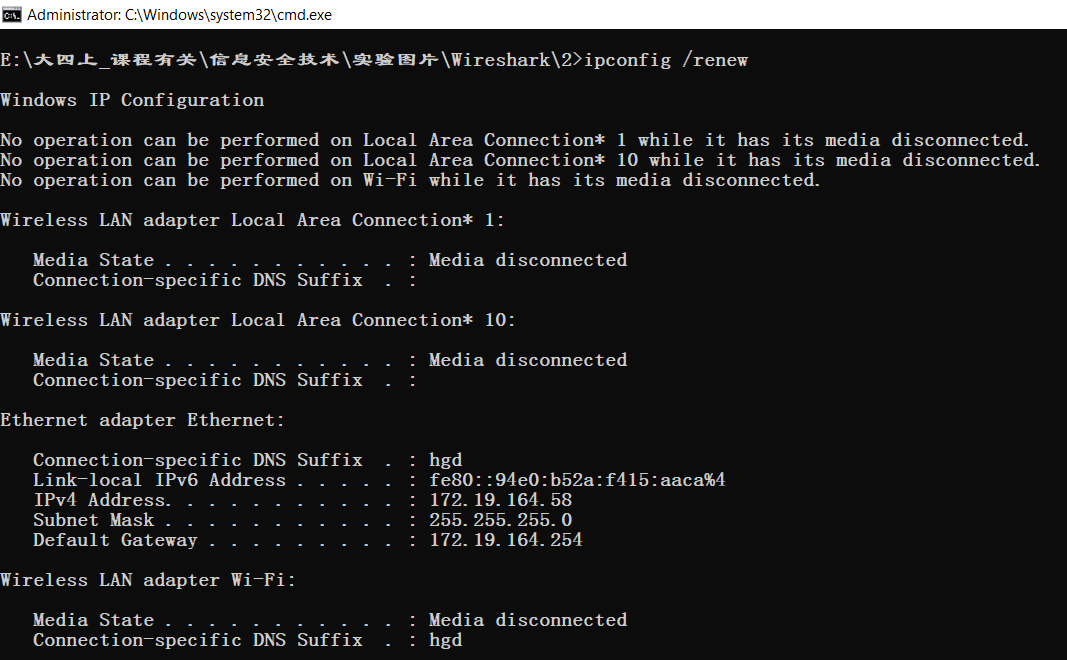 Administrator: C:\Windows\system32\cmd.exe
E:\大四上_课程有关\信息安全技术\实验图片\Wireshark\2>ipconfig /renew
Windows IP Configuration
No operation can be performed on Local Area Connection* 1 while it has its media disconnected.
No operation can be performed on Local Area Connection* 10 while it has its media disconnected.
No operation can be performed on Wi-Fi while it has its media disconnected.
Wireless LAN adapter Local Area Connection* 1:
Media State . . . . . . . . . . . : Media disconnected
Connection-specific DNS Suffix  . :
Wireless LAN adapter Local Area Connection* 10:
Media State . . . . . . . . . . . : Media disconnected
Connection-specific DNS Suffix  . :
Ethernet adapter Ethernet:
Connection-specific DNS Suffix  . : hgd
Link-local IPv6 Address . . . . . : fe80::94e0:b52a:f415:aaca%4
IPv4 Address. . . . . . . . . . . : 172.19.164.58
Subnet Mask . . . . . . . . . . . : 255.255.255.0
Default Gateway . . . . . . . . . : 172.19.164.254
Wireless LAN adapter Wi-Fi:
Media State . . . . . . . . . . . : Media disconnected
Connection-specific DNS Suffix  . : hgd